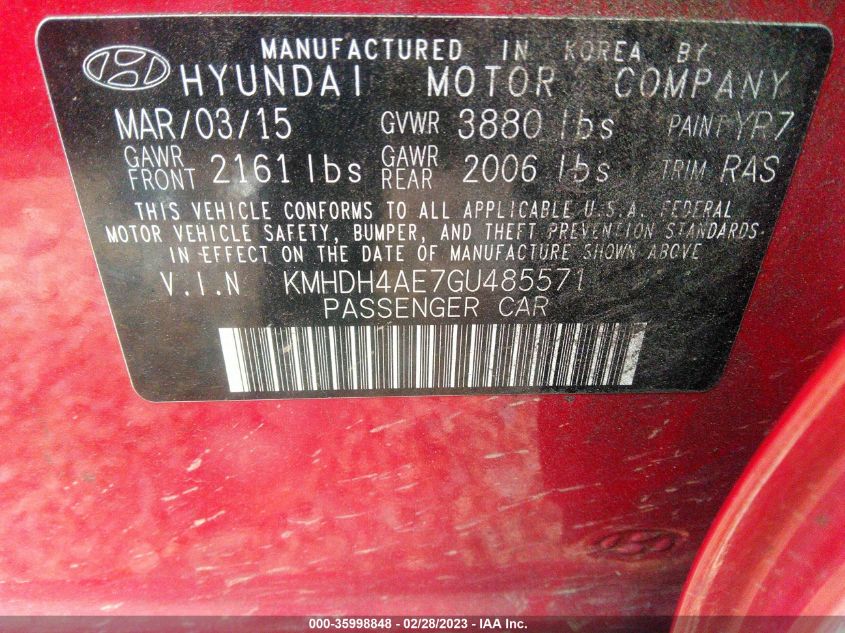 MANUFACTURED IN KOREA BY
HYUNDAI MOTOR COMPANY
MAR/03/15 GVWR 3880 lbs PAINT YP7
GAWR FRONT 2161 lbs GAWR REAR 2006 lbs TRIM RAS
THIS VEHICLE CONFORMS TO ALL APPLICABLE U.S.A. FEDERAL
MOTOR VEHICLE SAFETY, BUMPER, AND THEFT PREVENTION STANDARDS
IN EFFECT ON THE DATE OF MANUFACTURE SHOWN ABOVE
V.I.N KMHDH4AE7GU485571
PASSENGER CAR
000-35998848 - 02/28/2023 - IAA Inc.